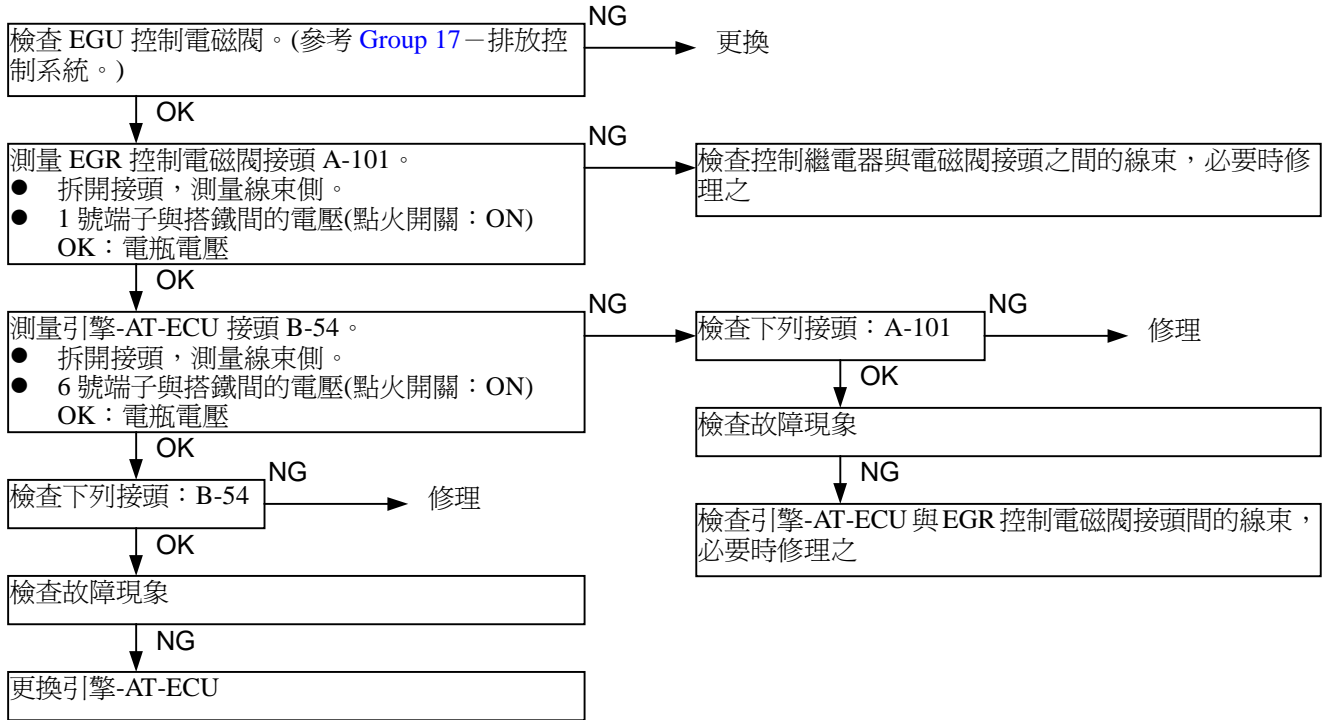 檢查 EGU 控制電磁閥。(參考 Group 17－排放控
制系統。)
NG
更換
OK
測量 EGR 控制電磁閥接頭 A-101。
● 拆開接頭，測量線束側。
● 1 號端子與搭鐵間的電壓(點火開關：ON)
OK：電瓶電壓
NG
檢查控制繼電器與電磁閥接頭之間的線束，必要時修
理之
OK
測量引擎-AT-ECU 接頭 B-54。
● 拆開接頭，測量線束側。
● 6 號端子與搭鐵間的電壓(點火開關：ON)
OK：電瓶電壓
NG
檢查下列接頭：A-101
NG
修理
OK
檢查故障現象
NG
檢查引擎-AT-ECU 與 EGR 控制電磁閥接頭間的線束，
必要時修理之
OK
檢查下列接頭：B-54
NG
修理
OK
檢查故障現象
NG
更換引擎-AT-ECU